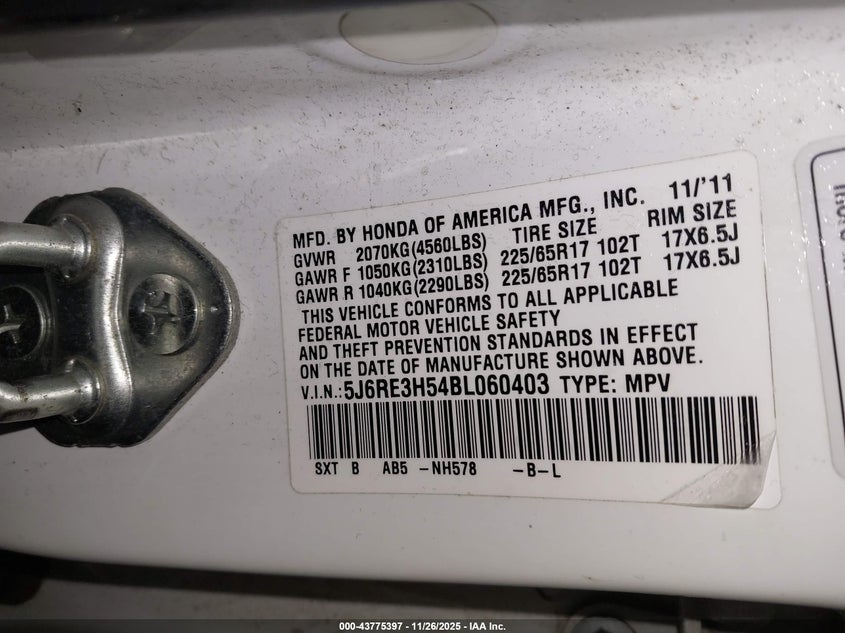 MFD. BY HONDA OF AMERICA MFG., INC. 11/'11
GVWR 2070KG(4560LBS) TIRE SIZE RIM SIZE
GAWR F 1050KG(2310LBS) 225/65R17 102T 17X6.5J
GAWR R 1040KG(2290LBS) 225/65R17 102T 17X6.5J
THIS VEHICLE CONFORMS TO ALL APPLICABLE
FEDERAL MOTOR VEHICLE SAFETY
AND THEFT PREVENTION STANDARDS IN EFFECT
ON THE DATE OF MANUFACTURE SHOWN ABOVE.
V.I.N.:5J6RE3H54BL060403 TYPE: MPV
SXT B AB5 -NH578 -B-L
000-43775397 - 11/26/2025 - IAA Inc.